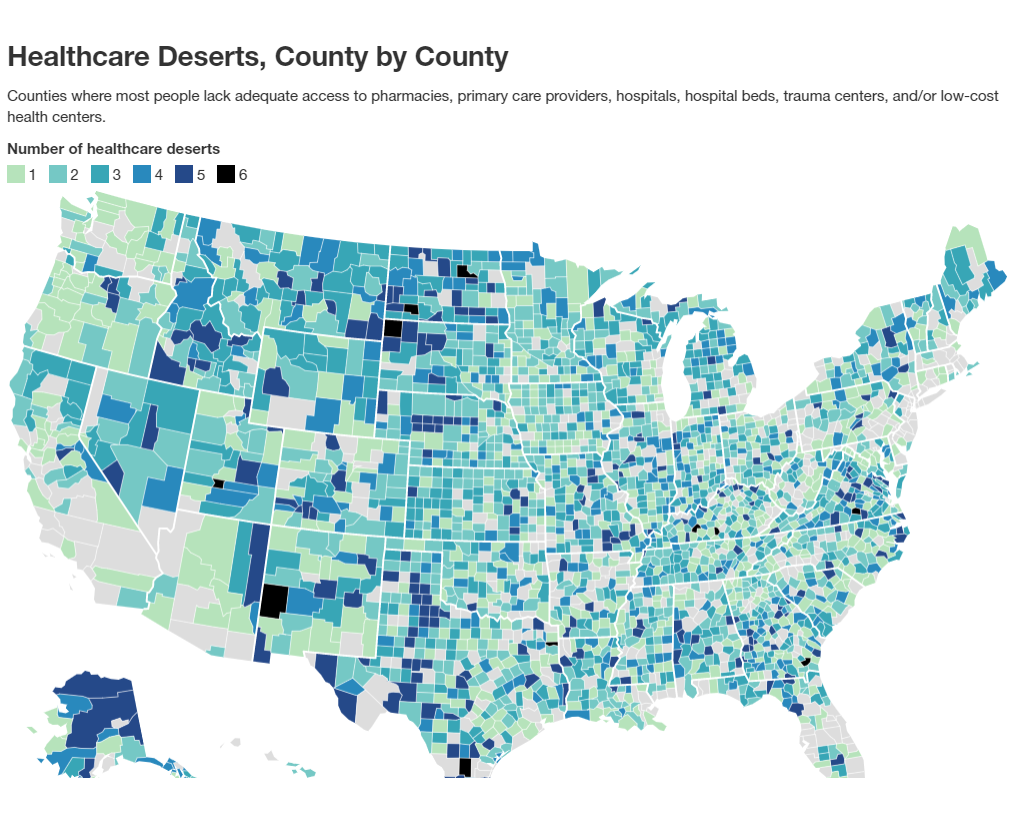 Healthcare Deserts, County by County
Counties where most people lack adequate access to pharmacies, primary care providers, hospitals, hospital beds, trauma centers, and/or low-cost
health centers.
Number of healthcare deserts
1 2 3 4 5 6